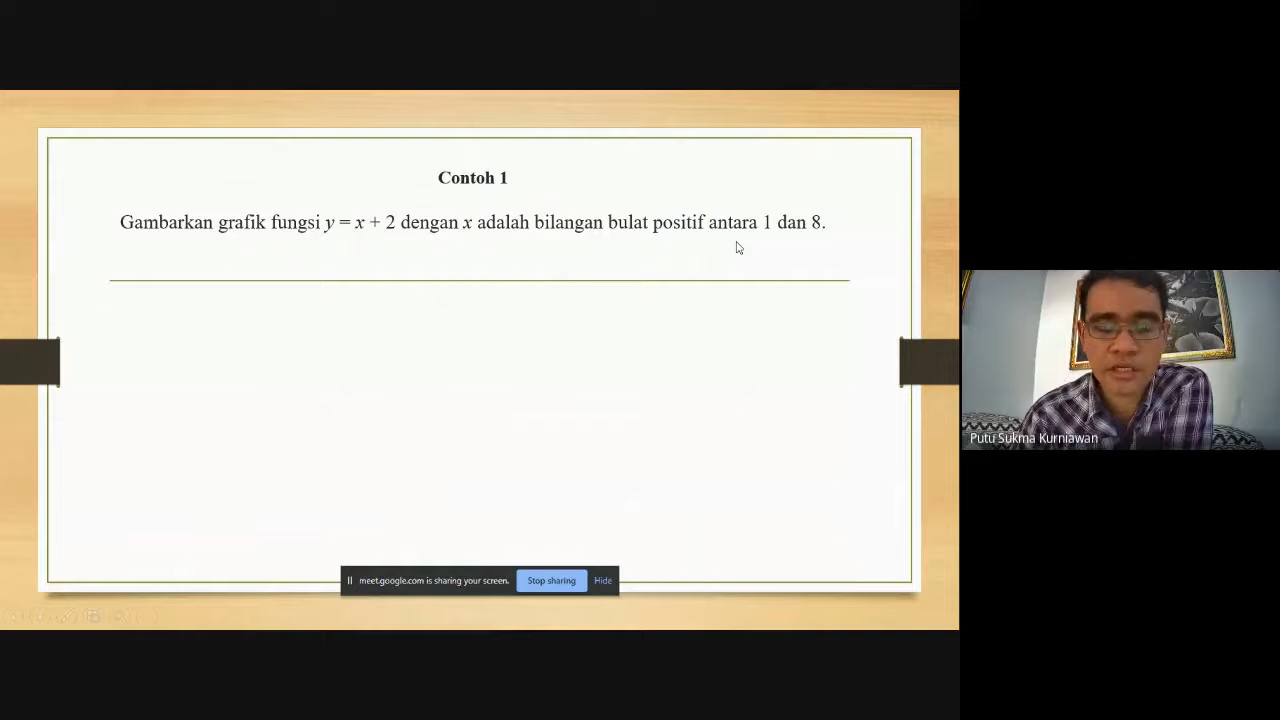 Contoh 1
Gambarkan grafik fungsi y = x + 2 dengan x adalah bilangan bulat positif antara 1 dan 8.
meet.google.com is sharing your screen. Stop sharing Hide
Putu Sukma Kurniawan